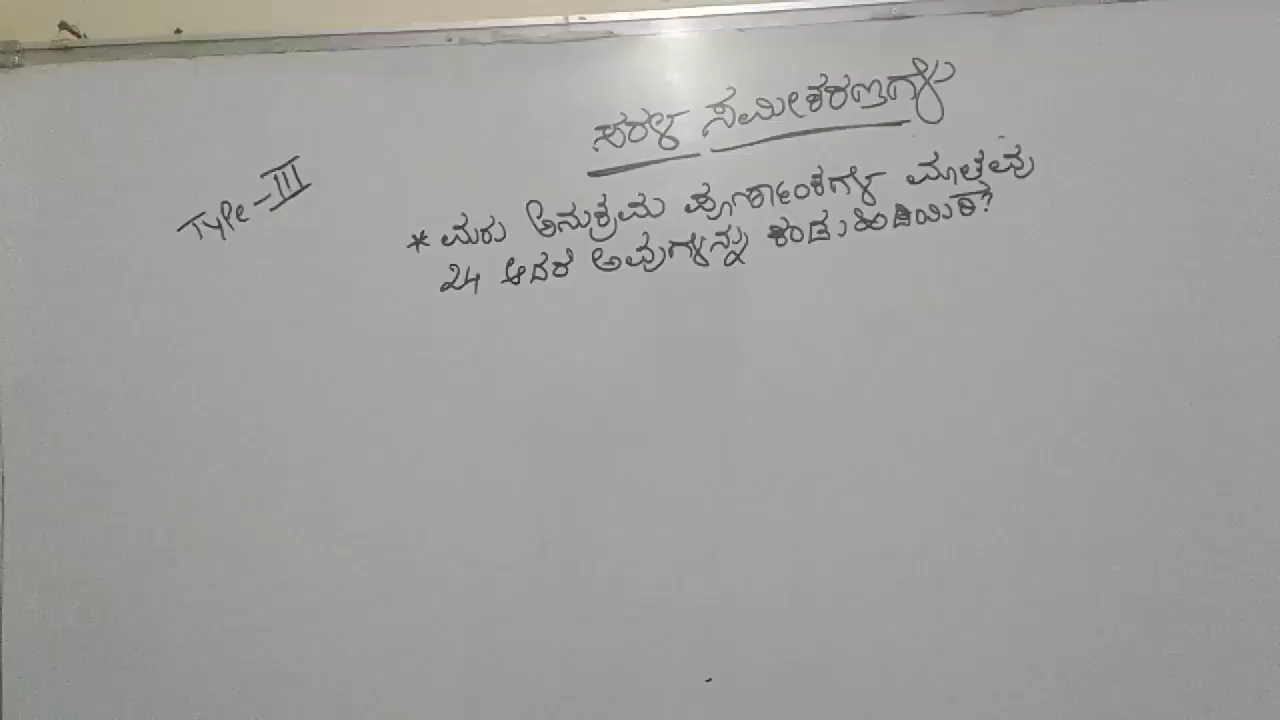 ಸರಳ ಸಮೀಕರಣಗಳು
Type-III
* ಮೂರು ಅನುಕ್ರಮ ಪೂರ್ಣಾಂಕಗಳ ಮೊತ್ತವು
24 ಆದರೆ ಅವುಗಳನ್ನು ಕಂಡುಹಿಡಿಯಿರಿ?